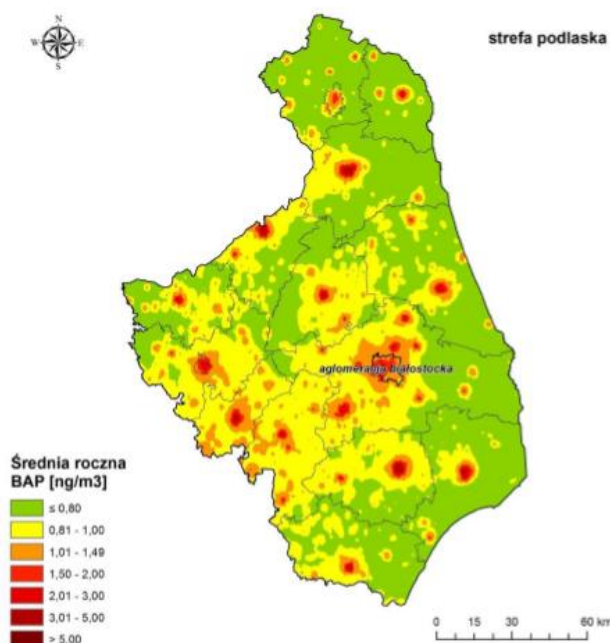 N
W E
S
strefa podlaska
aglomeracja białostocka
Średnia roczna
BAP [ng/m3]
≤ 0,80
0,81 - 1,00
1,01 - 1,49
1,50 - 2,00
2,01 - 3,00
3,01 - 5,00
> 5,00
0 15 30 60 km